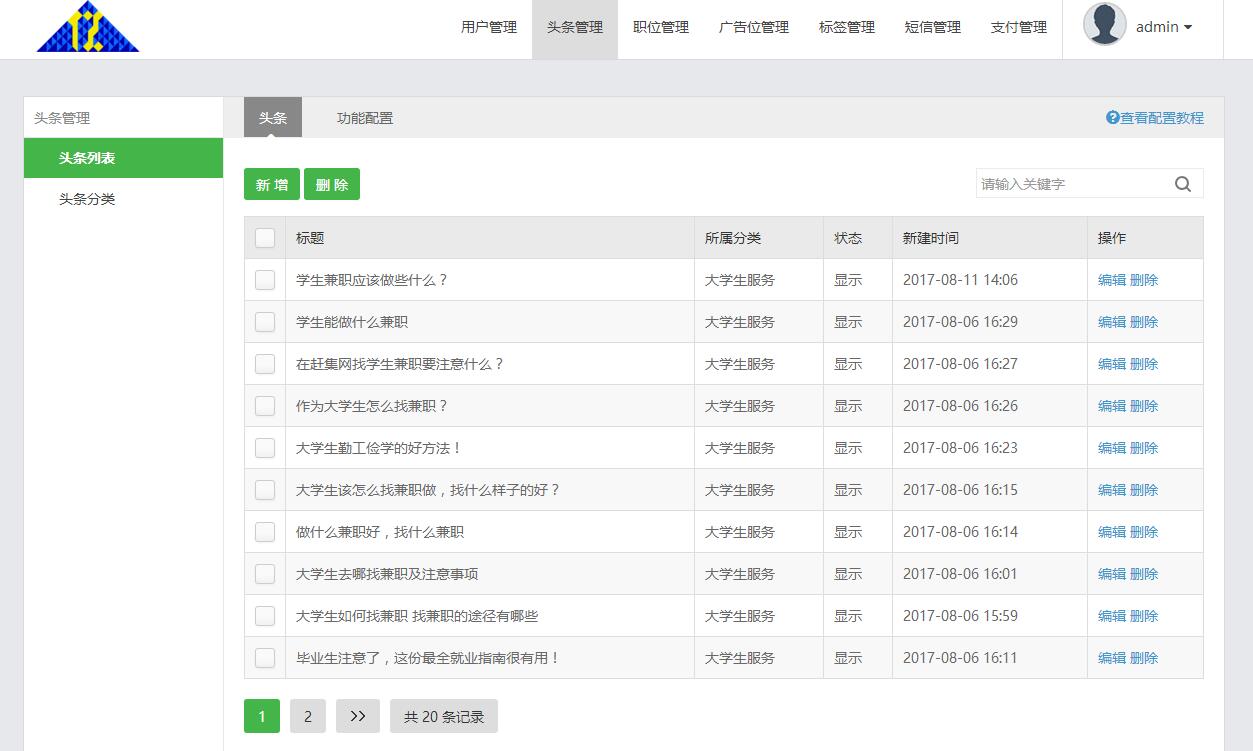 用户管理 头条管理 职位管理 广告位管理 标签管理 短信管理 支付管理 admin
头条管理 头条 功能配置 查看配置教程
头条列表
头条分类
新 增 删 除 请输入关键字
标题 所属分类 状态 新建时间 操作
学生兼职应该做些什么？ 大学生服务 显示 2017-08-11 14:06 编辑 删除
学生能做什么兼职 大学生服务 显示 2017-08-06 16:29 编辑 删除
在赶集网找学生兼职要注意什么？ 大学生服务 显示 2017-08-06 16:27 编辑 删除
作为大学生怎么找兼职？ 大学生服务 显示 2017-08-06 16:26 编辑 删除
大学生勤工俭学的好方法！ 大学生服务 显示 2017-08-06 16:23 编辑 删除
大学生该怎么找兼职做，找什么样子的好？ 大学生服务 显示 2017-08-06 16:15 编辑 删除
做什么兼职好，找什么兼职 大学生服务 显示 2017-08-06 16:14 编辑 删除
大学生去哪找兼职及注意事项 大学生服务 显示 2017-08-06 16:01 编辑 删除
大学生如何找兼职 找兼职的途径有哪些 大学生服务 显示 2017-08-06 15:59 编辑 删除
毕业生注意了，这份最全就业指南很有用！ 大学生服务 显示 2017-08-06 16:11 编辑 删除
1 2 >> 共 20 条记录